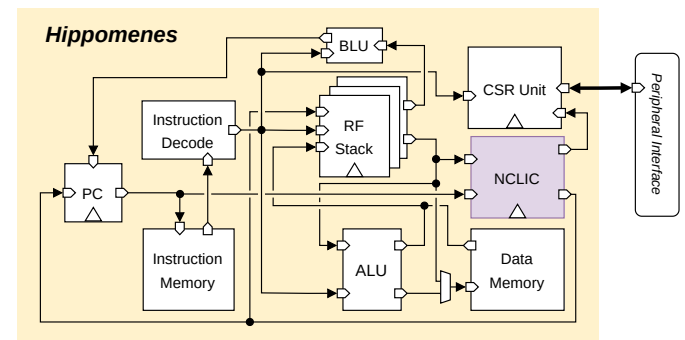 Hippomenes
BLU
CSR Unit
Peripheral Interface
Instruction
Decode
RF
Stack
PC
NCLIC
Instruction
Memory
ALU
Data
Memory